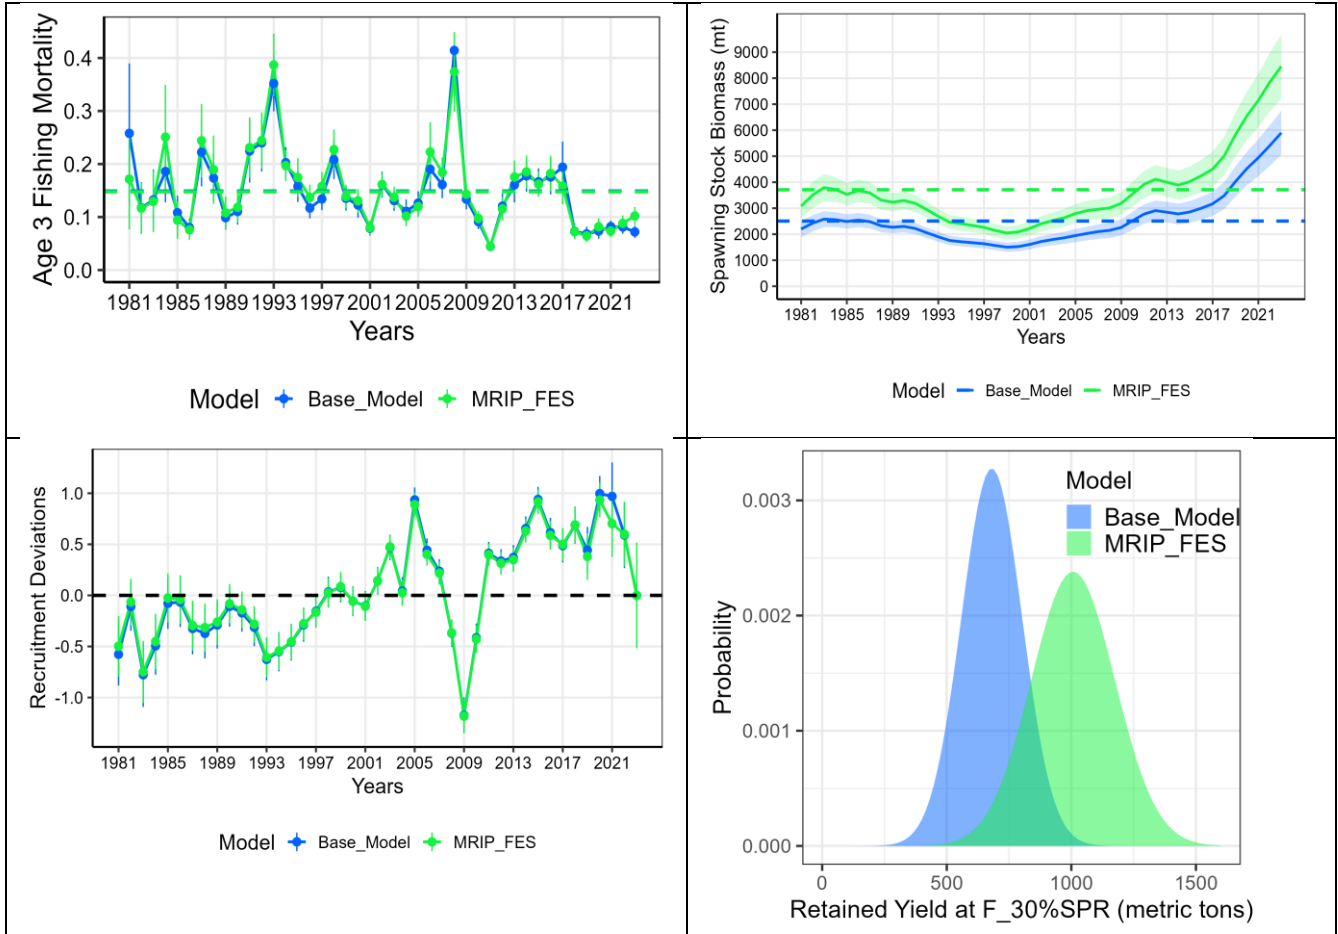 Age 3 Fishing Mortality
0.4
0.3
0.2
0.1
0.0
1981 1985 1989 1993 1997 2001 2005 2009 2013 2017 2021
Years
Model Base_Model MRIP_FES
Spawning Stock Biomass (mt)
9000
8000
7000
6000
5000
4000
3000
2000
1000
0
1981 1985 1989 1993 1997 2001 2005 2009 2013 2017 2021
Years
Model Base_Model MRIP_FES
Recruitment Deviations
1.0
0.5
0.0
-0.5
-1.0
1981 1985 1989 1993 1997 2001 2005 2009 2013 2017 2021
Years
Model Base_Model MRIP_FES
Probability
0.003
0.002
0.001
0.000
Model
Base_Model
MRIP_FES
0 500 1000 1500
Retained Yield at F_30%SPR (metric tons)